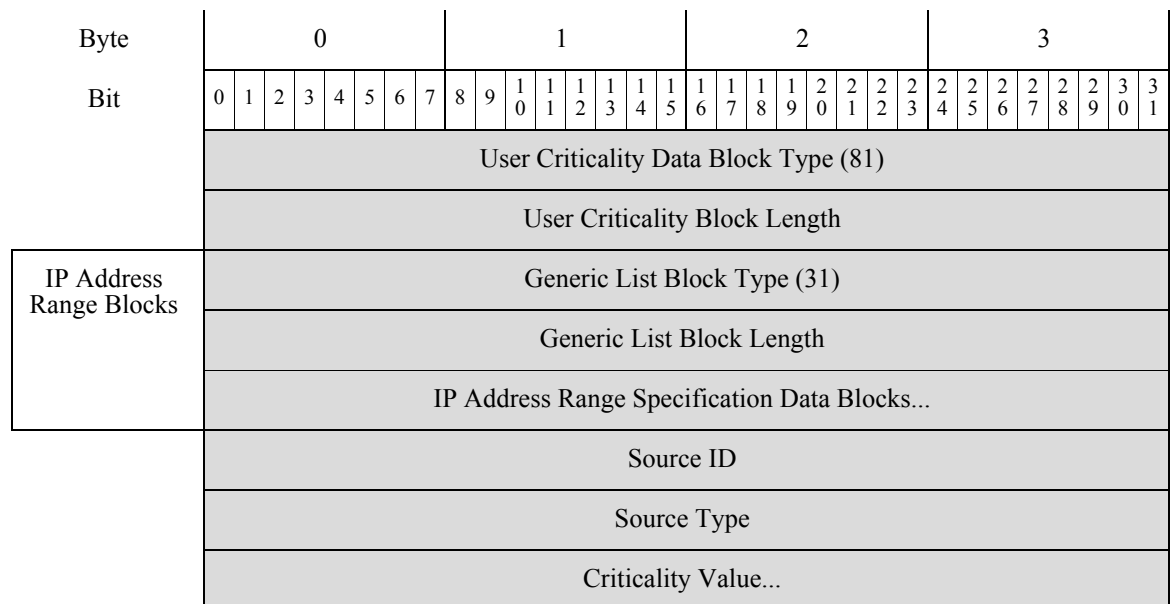 Byte 0 1 2 3
Bit 0 1 2 3 4 5 6 7 8 9 10 11 12 13 14 15 16 17 18 19 20 21 22 23 24 25 26 27 28 29 30 31
User Criticality Data Block Type (81)
User Criticality Block Length
IP Address
Range Blocks
Generic List Block Type (31)
Generic List Block Length
IP Address Range Specification Data Blocks...
Source ID
Source Type
Criticality Value...